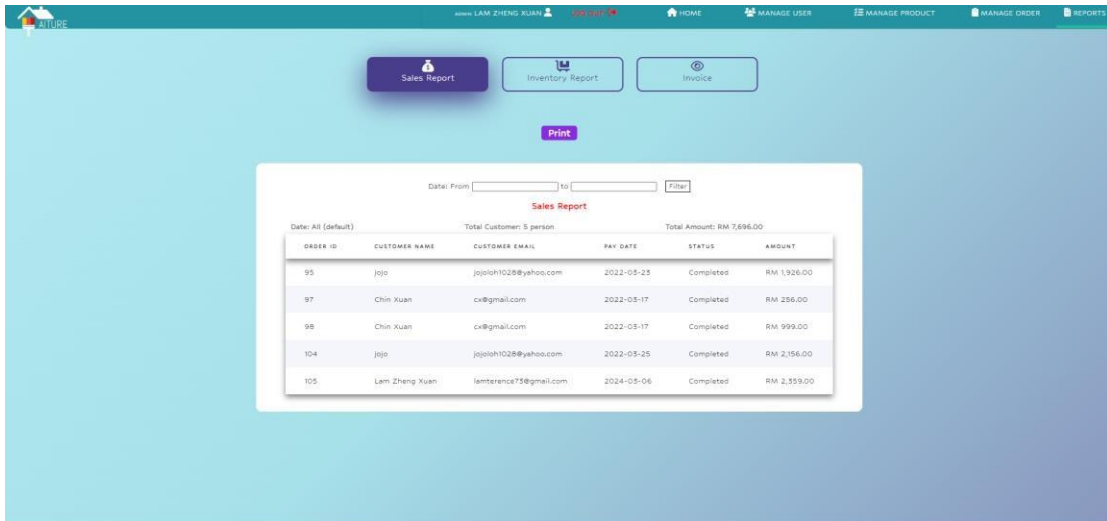 AITURE
ADMIN LAM ZHENG XUAN
HOME
MANAGE USER
MANAGE PRODUCT
MANAGE ORDER
REPORTS
Sales Report
Inventory Report
Invoice
Print
Date: From to Filter
Sales Report
Date: All (default) Total Customer: 5 person Total Amount: RM 7,696.00
ORDER ID CUSTOMER NAME CUSTOMER EMAIL PAY DATE STATUS AMOUNT
95 jojo jojoloh1028@yahoo.com 2022-03-23 Completed RM 1,926.00
97 Chin Xuan cx@gmail.com 2022-03-17 Completed RM 256.00
98 Chin Xuan cx@gmail.com 2022-03-17 Completed RM 999.00
104 jojo jojoloh1028@yahoo.com 2022-03-25 Completed RM 2,156.00
105 Lam Zheng Xuan lamterence73@gmail.com 2024-03-06 Completed RM 2,359.00